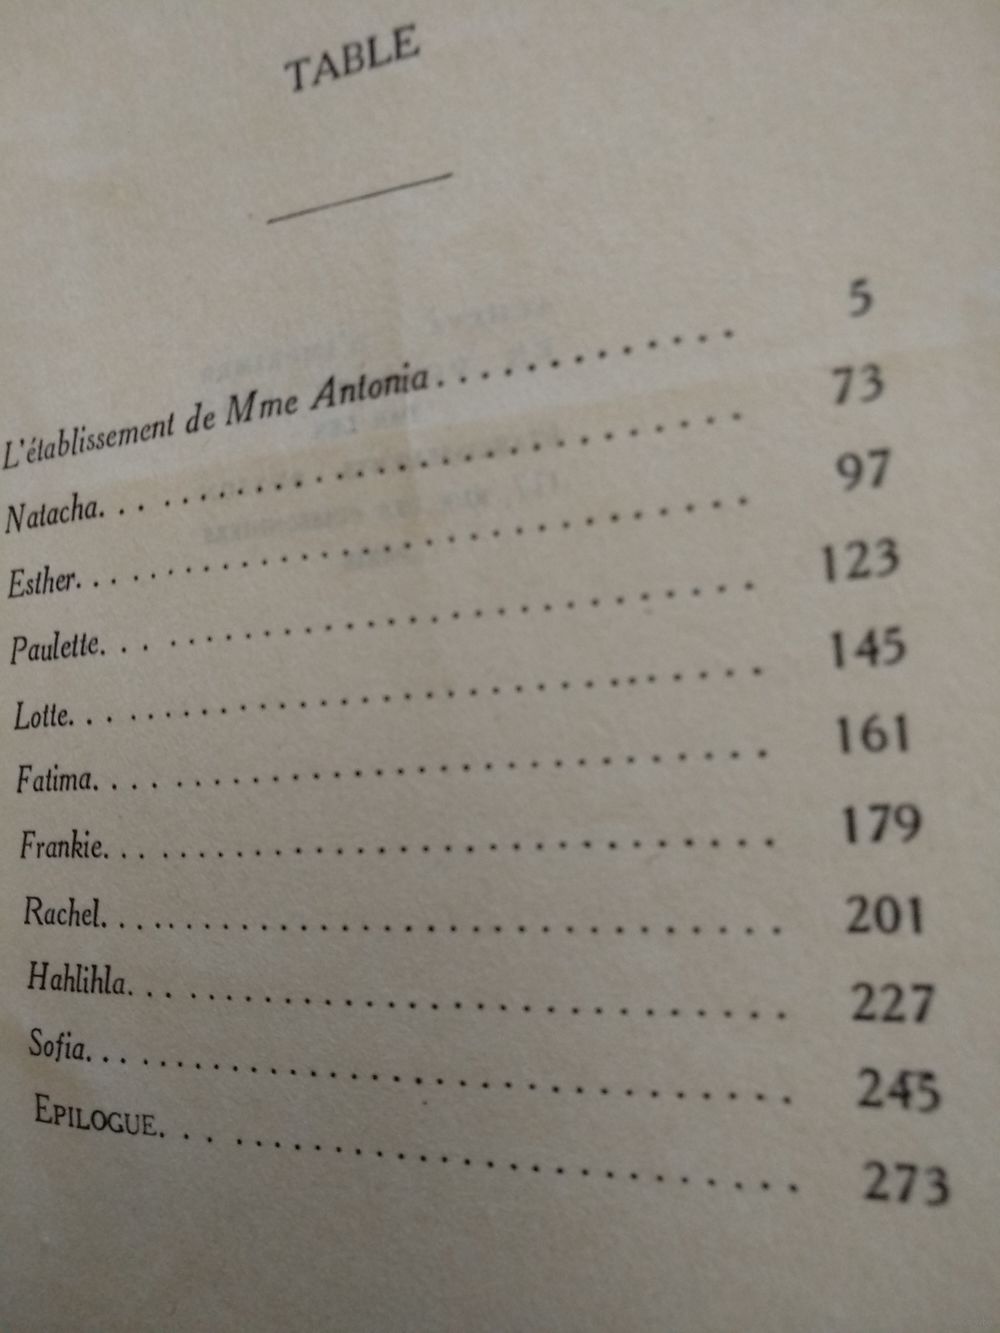 TABLE
L'établissement de Mme Antonia............. 5
Natacha.................................. 73
Esther................................... 97
Paulette................................. 123
Lotte.................................... 145
Fatima................................... 161
Frankie.................................. 179
Rachel................................... 201
Hahlihla................................. 227
Sofia.................................... 245
EPILOGUE................................. 273